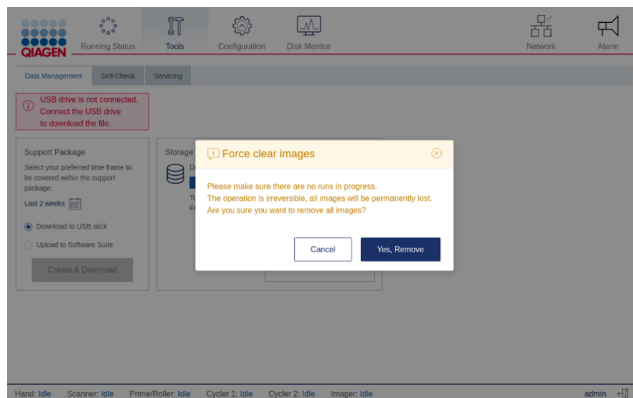 QIAGEN
Running Status
Tools
Configuration
Disk Monitor
Network
Alarm
Data Management
Self-Check
Servicing
USB drive is not connected.
Connect the USB drive
to download the file.
Support Package
Select your preferred time frame to
be covered within the support
package:
Last 2 weeks
Download to USB stick
Upload to Software Suite
Create & Download
Storage
Force clear images
Please make sure there are no runs in progress.
The operation is irreversible, all images will be permanently lost.
Are you sure you want to remove all images?
Cancel
Yes, Remove
Hand: Idle
Scanner: Idle
Prime/Roller: Idle
Cycler 1: Idle
Cycler 2: Idle
Imager: Idle
admin